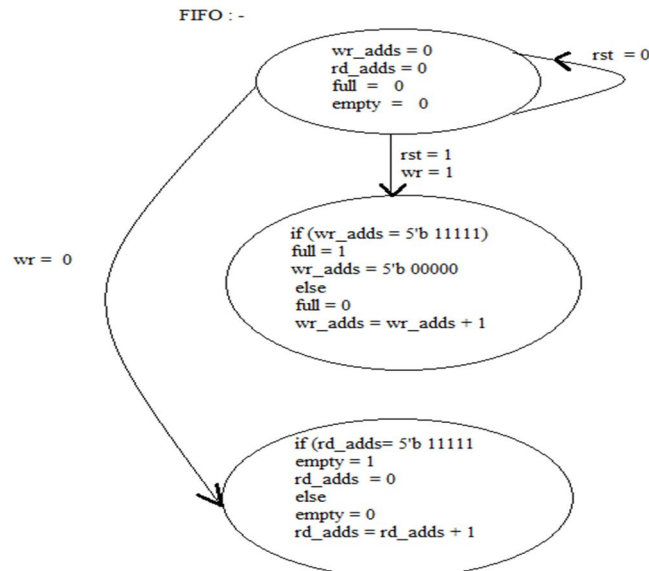 FIFO : -
wr_adds = 0
rd_adds = 0
full = 0
empty = 0
rst = 0
rst = 1
wr = 1
wr = 0
if (wr_adds = 5'b 11111)
full = 1
wr_adds = 5'b 00000
else
full = 0
wr_adds = wr_adds + 1
if (rd_adds= 5'b 11111
empty = 1
rd_adds = 0
else
empty = 0
rd_adds = rd_adds + 1